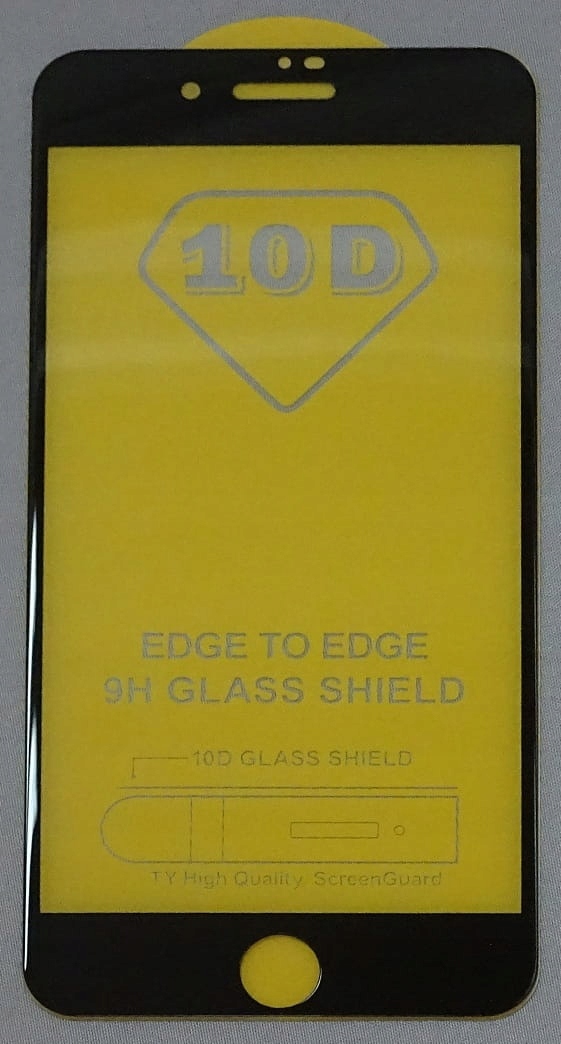 10D
EDGE TO EDGE
9H GLASS SHIELD
10D GLASS SHIELD
TY High Quality ScreenGuard